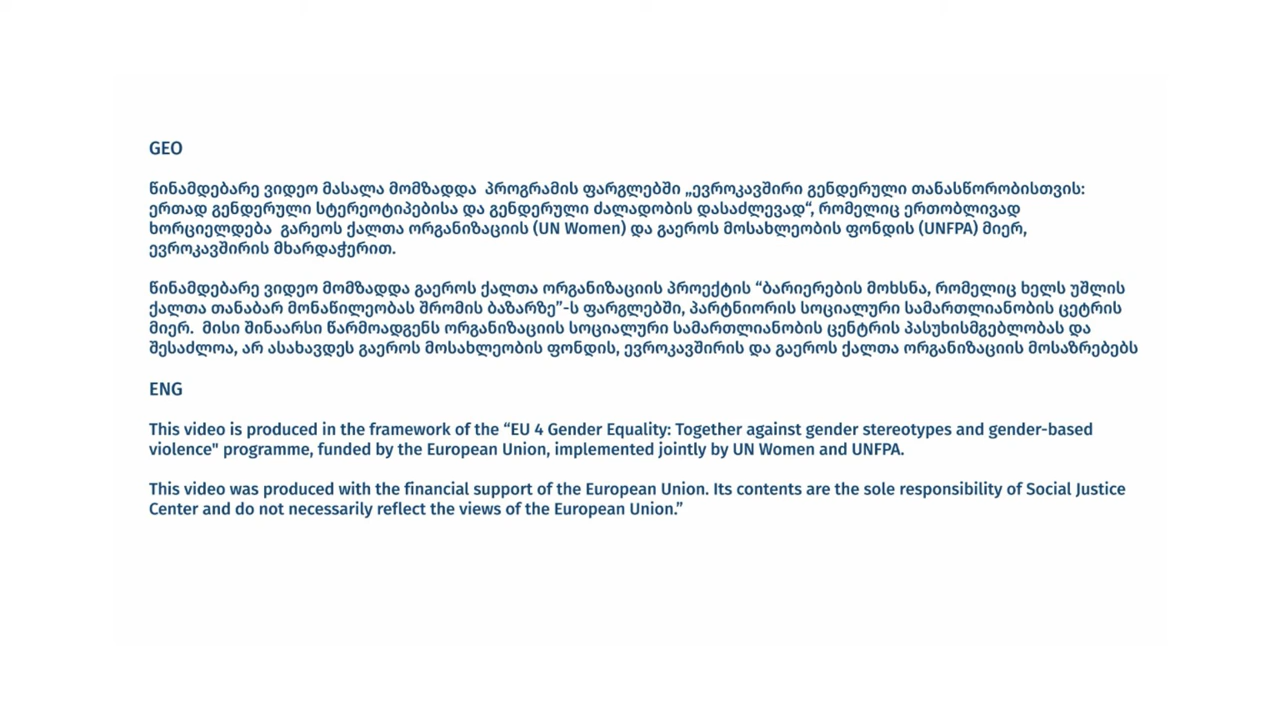 GEO
წინამდებარე ვიდეო მასალა მომზადდა  პროგრამის ფარგლებში „ევროკავშირი გენდერული თანასწორობისთვის:
ერთად გენდერული სტერეოტიპებისა და გენდერული ძალადობის დასაძლევად“, რომელიც ერთობლივად
ხორციელდება  გარეოს ქალთა ორგანიზაციის (UN Women) და გაეროს მოსახლეობის ფონდის (UNFPA) მიერ,
ევროკავშირის მხარდაჭერით.
წინამდებარე ვიდეო მომზადდა გაეროს ქალთა ორგანიზაციის პროექტის “ბარიერების მოხსნა, რომელიც ხელს უშლის
ქალთა თანაბარ მონაწილეობას შრომის ბაზარზე”-ს ფარგლებში, პარტნიორის სოციალური სამართლიანობის ცეტრის
მიერ.  მისი შინაარსი წარმოადგენს ორგანიზაციის სოციალური სამართლიანობის ცენტრის პასუხისმგებლობას და
შესაძლოა, არ ასახავდეს გაეროს მოსახლეობის ფონდის, ევროკავშირის და გაეროს ქალთა ორგანიზაციის მოსაზრებებს
ENG
This video is produced in the framework of the “EU 4 Gender Equality: Together against gender stereotypes and gender-based
violence" programme, funded by the European Union, implemented jointly by UN Women and UNFPA.
This video was produced with the financial support of the European Union. Its contents are the sole responsibility of Social Justice
Center and do not necessarily reflect the views of the European Union.”